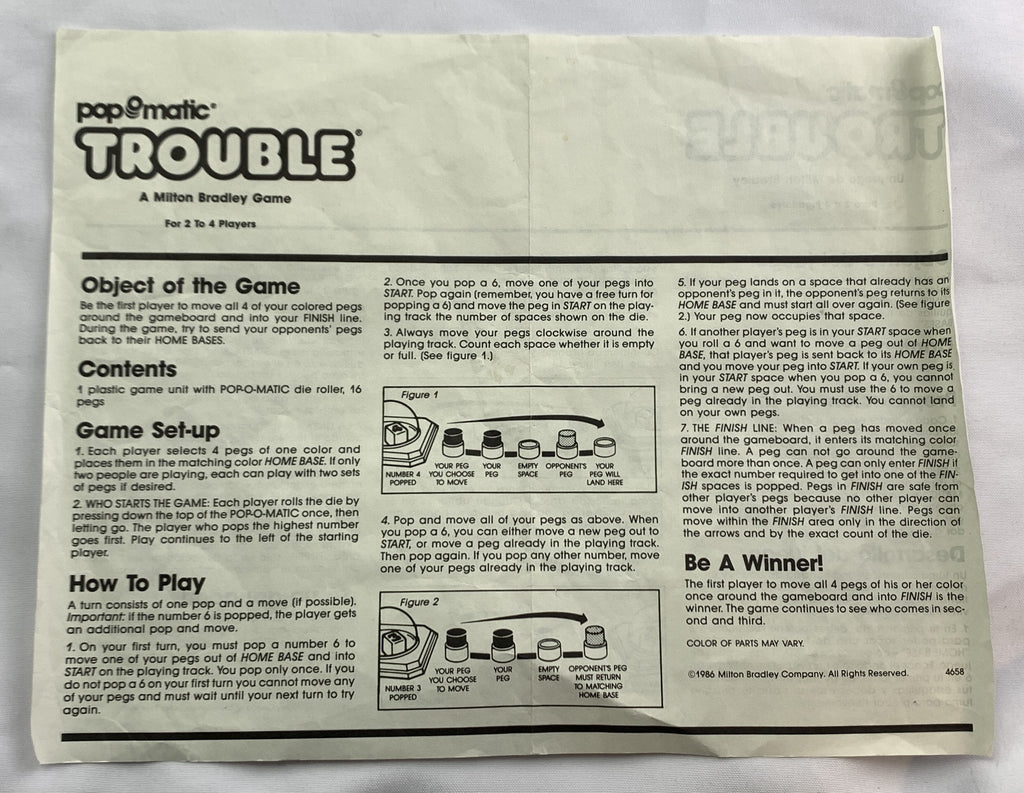 pop-o-matic®
TROUBLE®
A Milton Bradley Game
For 2 To 4 Players
Object of the Game
Be the first player to move all 4 of your colored pegs
around the gameboard and into your FINISH line.
During the game, try to send your opponents' pegs
back to their HOME BASES.
Contents
1 plastic game unit with POP-O-MATIC die roller, 16
pegs
Game Set-up
1. Each player selects 4 pegs of one color and
places them in the matching color HOME BASE. If only
two people are playing, each can play with two sets
of pegs if desired.
2. WHO STARTS THE GAME: Each player rolls the die by
pressing down the top of the POP-O-MATIC once, then
letting go. The player who pops the highest number
goes first. Play continues to the left of the starting
player.
How To Play
A turn consists of one pop and a move (if possible).
Important: if the number 6 is popped, the player gets
an additional pop and move.
1. On your first turn, you must pop a number 6 to
move one of your pegs out of HOME BASE and into
START on the playing track. You pop only once. If you
do not pop a 6 on your first turn you cannot move any
of your pegs and must wait until your next turn to try
again.
2. Once you pop a 6, move one of your pegs into
START. Pop again (remember, you have a free turn for
popping a 6) and move the peg in START on the play-
ing track the number of spaces shown on the die.
3. Always move your pegs clockwise around the
playing track. Count each space whether it is empty
or full. (See figure 1.)
Figure 1
NUMBER 4
POPPED
YOUR PEG
YOU CHOOSE
TO MOVE
YOUR
PEG
EMPTY
SPACE
OPPONENT'S
PEG
YOUR
PEG WILL
LAND HERE
4. Pop and move all of your pegs as above. When
you pop a 6, you can either move a new peg out to
START, or move a peg already in the playing track.
Then pop again. If you pop any other number, move
one of your pegs already in the playing track.
Figure 2
NUMBER 3
POPPED
YOUR PEG
YOU CHOOSE
TO MOVE
YOUR
PEG
EMPTY
SPACE
OPPONENT'S PEG
MUST RETURN
TO MATCHING
HOME BASE
5. If your peg lands on a space that already has an
opponent's peg in it, the opponent's peg returns to its
HOME BASE and must start all over again. (See figure
2.) Your peg now occupies that space.
6. If another player's peg is in your START space when
you roll a 6 and want to move a peg out of HOME
BASE, that player's peg is sent back to its HOME BASE
and you move your peg into START. If your own peg is
in your START space when you pop a 6, you cannot
bring a new peg out. You must use the 6 to move a
peg already in the playing track. You cannot land
on your own pegs.
7. THE FINISH LINE: When a peg has moved once
around the gameboard, it enters its matching color
FINISH line. A peg can not go around the game-
board more than once. A peg can only enter FINISH if
the exact number required to get into one of the FIN-
ISH spaces is popped. Pegs in FINISH are safe from
other player's pegs because no other player can
move into another player's FINISH line. Pegs can
move within the FINISH area only in the direction of
the arrows and by the exact count of the die.
Be A Winner!
The first player to move all 4 pegs of his or her color
once around the gameboard and into FINISH is the
winner. The game continues to see who comes in sec-
ond and third.
COLOR OF PARTS MAY VARY.
©1986 Milton Bradley Company. All Rights Reserved. 4658